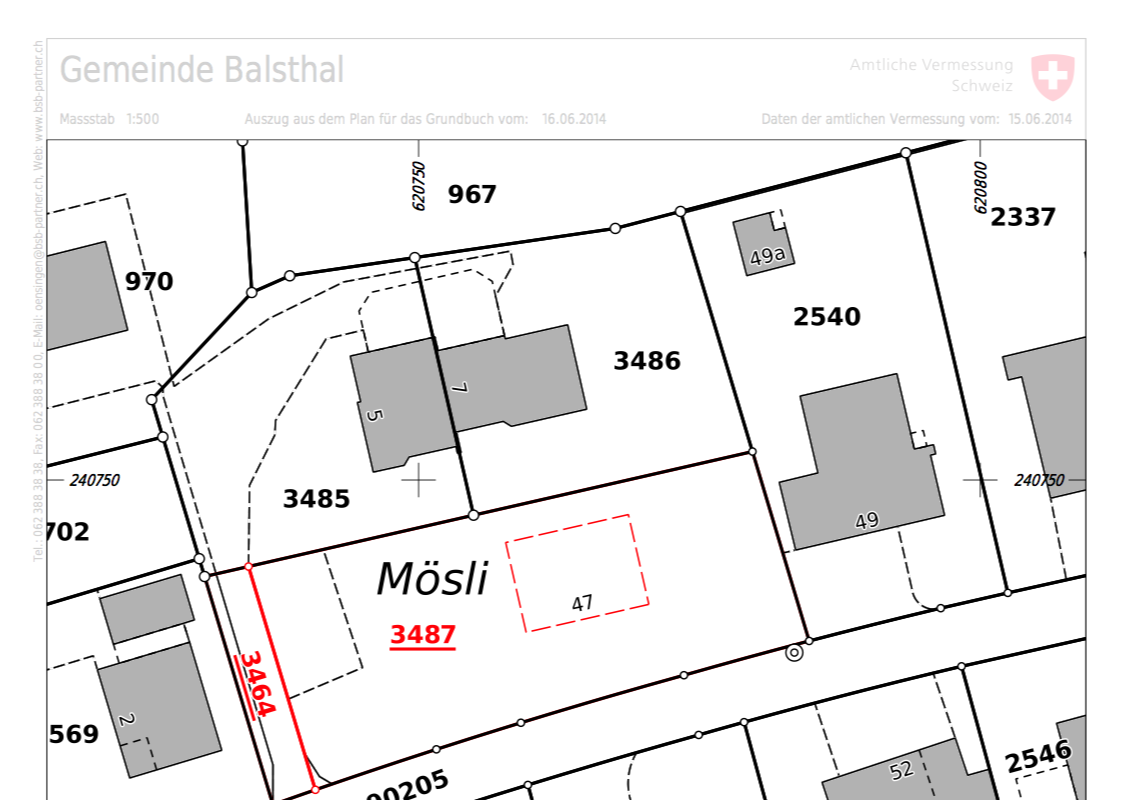 Gemeinde Balsthal
Amtliche Vermessung
Schweiz
Massstab 1:500
Auszug aus dem Plan für das Grundbuch vom: 16.06.2014
Daten der amtlichen Vermessung vom: 15.06.2014
Tel.: 062 388 38 38, Fax: 062 388 38 00, E-Mail: oensingen@bsb-partner.ch, Web: www.bsb-partner.ch
620750
967
620800
2337
49a
970
2540
3486
7
5
240750
240750
3485
49
702
Mösli
47
3487
3464
2
569
00205
52
2546